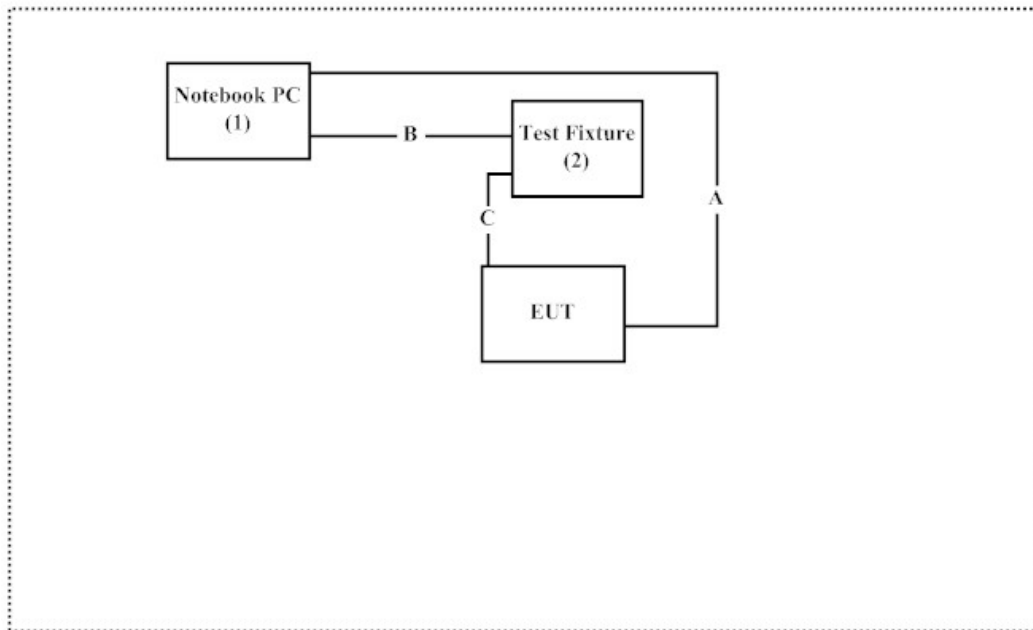 Notebook PC
(1)
B
Test Fixture
(2)
A
C
EUT